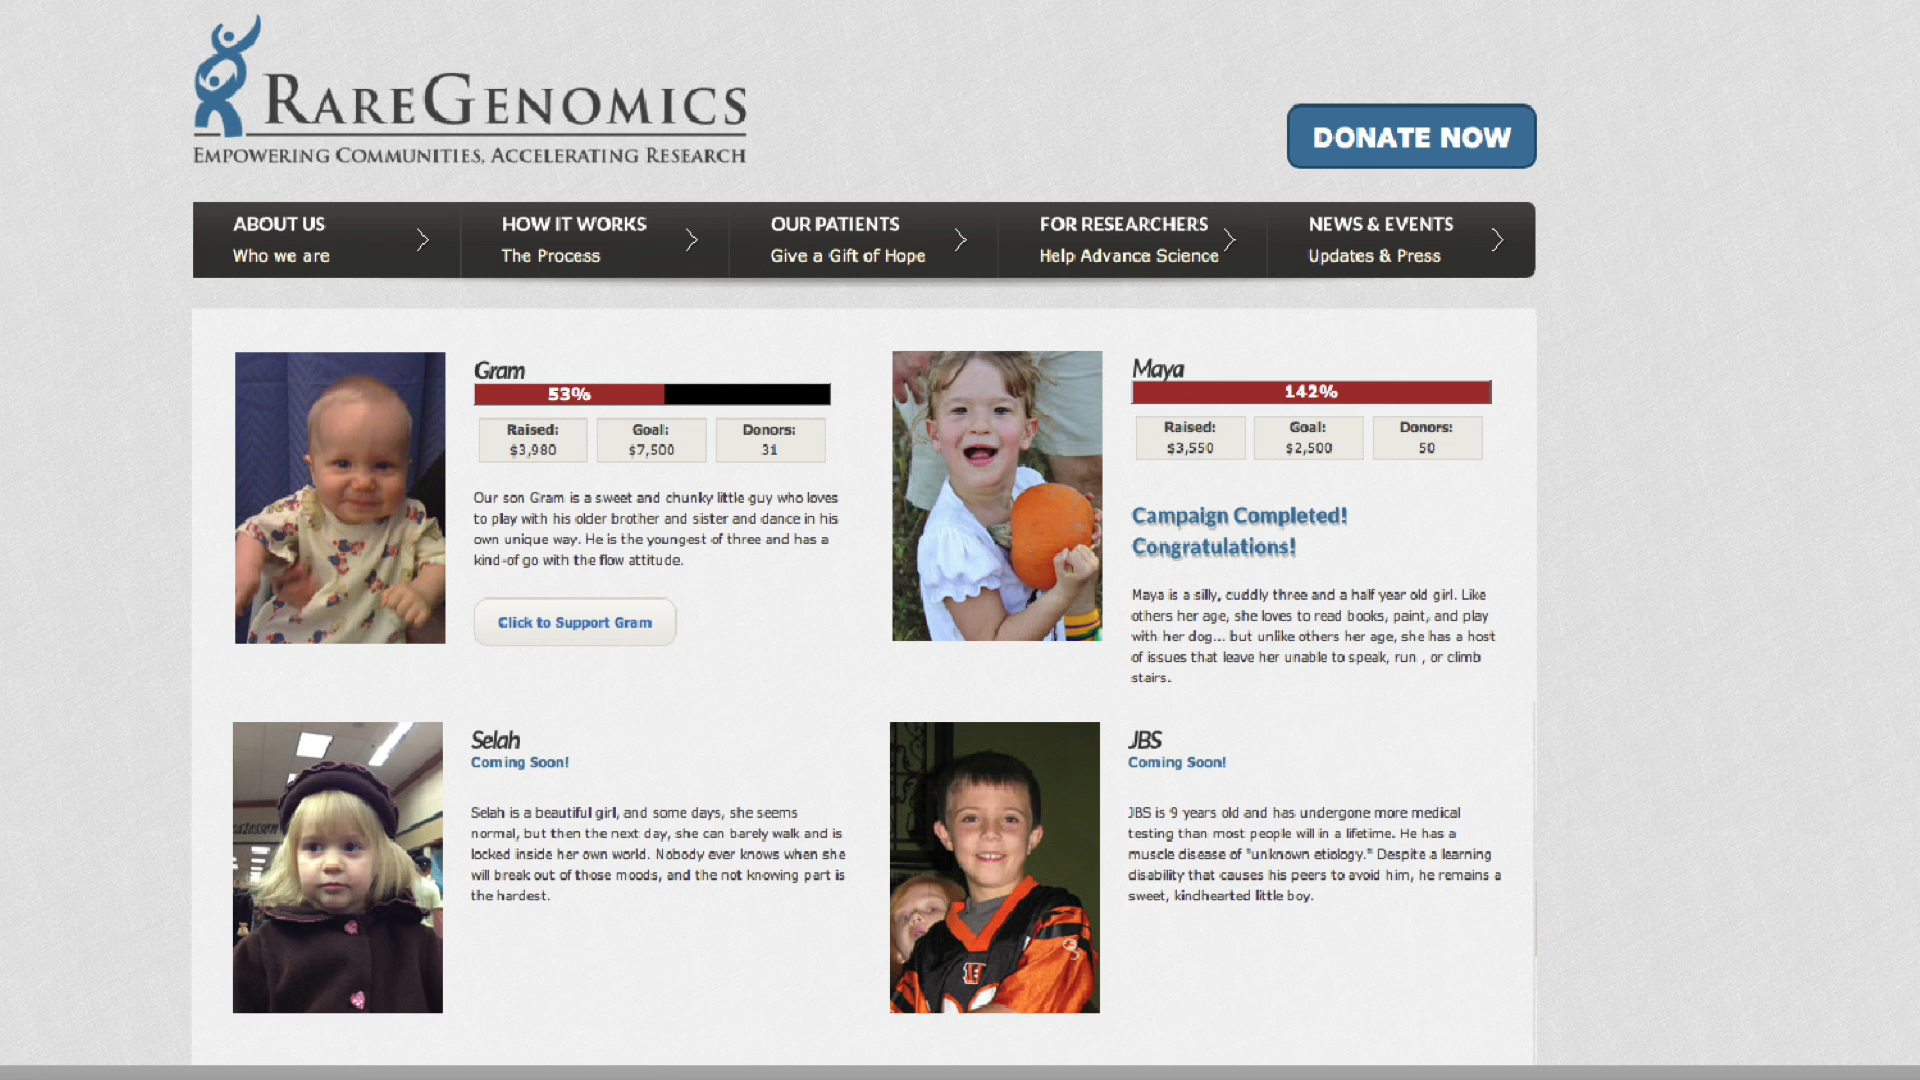 RAREGENOMICS
EMPOWERING COMMUNITIES, ACCELERATING RESEARCH
DONATE NOW
ABOUT US
Who we are
HOW IT WORKS
The Process
OUR PATIENTS
Give a Gift of Hope
FOR RESEARCHERS
Help Advance Science
NEWS & EVENTS
Updates & Press
Gram
53%
Raised:
$3,980
Goal:
$7,500
Donors:
31
Our son Gram is a sweet and chunky little guy who loves
to play with his older brother and sister and dance in his
own unique way. He is the youngest of three and has a
kind-of go with the flow attitude.
Click to Support Gram
Maya
142%
Raised:
$3,550
Goal:
$2,500
Donors:
50
Campaign Completed!
Congratulations!
Maya is a silly, cuddly three and a half year old girl. Like
others her age, she loves to read books, paint, and play
with her dog... but unlike others her age, she has a host
of issues that leave her unable to speak, run , or climb
stairs.
Selah
Coming Soon!
Selah is a beautiful girl, and some days, she seems
normal, but then the next day, she can barely walk and is
locked inside her own world. Nobody ever knows when she
will break out of those moods, and the not knowing part is
the hardest.
JBS
Coming Soon!
JBS is 9 years old and has undergone more medical
testing than most people will in a lifetime. He has a
muscle disease of "unknown etiology." Despite a learning
disability that causes his peers to avoid him, he remains a
sweet, kindhearted little boy.